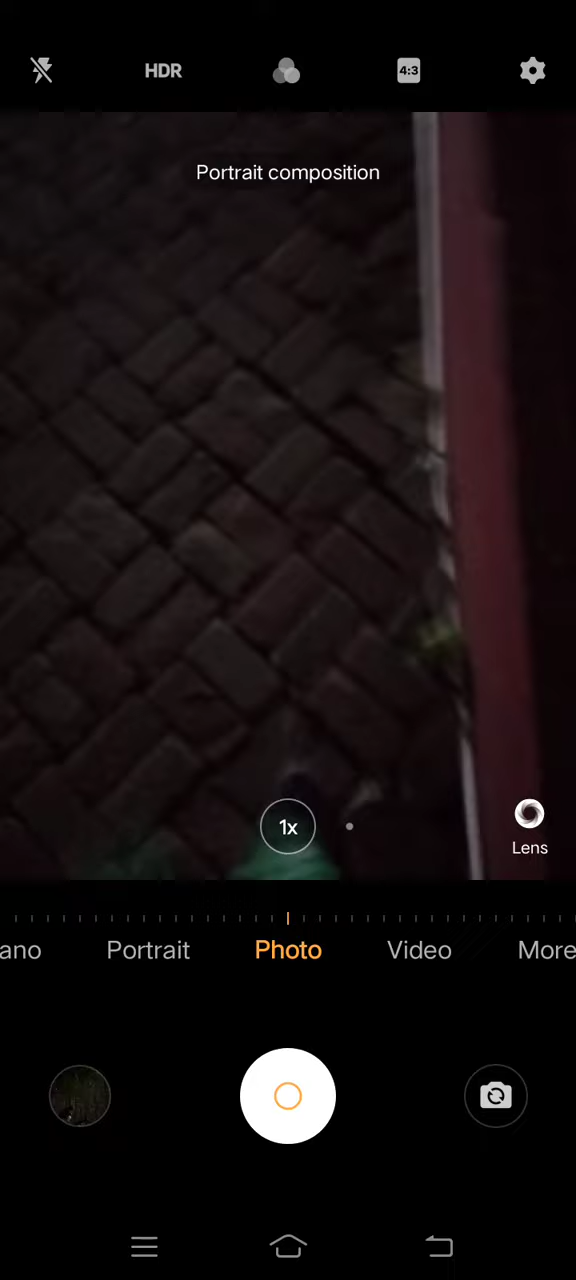 HDR
4:3
Portrait composition
1x
Lens
ano Portrait Photo Video More